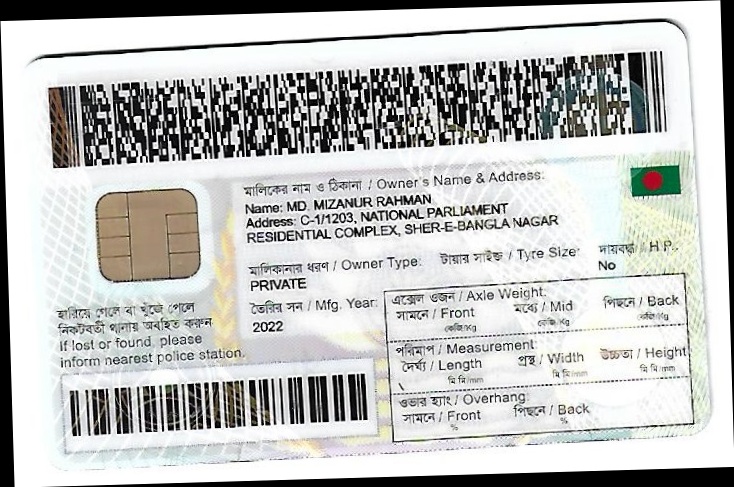 মালিকের নাম ও ঠিকানা / Owner's Name & Address:
Name: MD. MIZANUR RAHMAN
Address: C-1/1203, NATIONAL PARLIAMENT
RESIDENTIAL COMPLEX, SHER-E-BANGLA NAGAR
মালিকানার ধরণ / Owner Type: টায়ার সাইজ / Tyre Size: দায়বদ্ধ / H.P.:
PRIVATE No
তৈরির সন / Mfg. Year:
2022
হারিয়ে গেলে বা খুঁজে পেলে
নিকটবর্তী থানায় অবহিত করুন
If lost or found, please
inform nearest police station.
এক্সেল ওজন / Axle Weight:
সামনে / Front মধ্যে / Mid পিছনে / Back
কেজি/Kg কেজি/Kg কেজি/Kg
পরিমাপ / Measurement:
দৈর্ঘ্য / Length প্রস্থ / Width উচ্চতা / Height
মি মি/mm মি মি/mm মি মি/mm
ওভার হ্যাং / Overhang:
সামনে / Front পিছনে / Back
% %